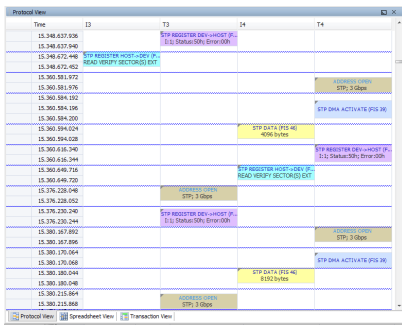 Protocol View
Time I3 T3 I4 T4
15.348.637.936 STP REGISTER DEV->HOST (F...
15.348.637.940 I:1; Status:50h; Error:00h
15.348.672.448 STP REGISTER HOST->DEV (F...
15.348.672.452 READ VERIFY SECTOR(S) EXT
15.360.581.972 ADDRESS OPEN
15.360.581.976 STP; 3 Gbps
15.360.584.192
15.360.584.196 STP DMA ACTIVATE (FIS 39)
15.360.584.200
15.360.594.024 STP DATA (FIS 46)
15.360.594.028 4096 bytes
15.360.616.340 STP REGISTER DEV->HOST (F...
15.360.616.344 I:1; Status:50h; Error:00h
15.360.649.716 STP REGISTER HOST->DEV (F...
15.360.649.720 READ VERIFY SECTOR(S) EXT
15.376.228.048 ADDRESS OPEN
15.376.228.052 STP; 3 Gbps
15.376.230.240 STP REGISTER DEV->HOST (F...
15.376.230.244 I:1; Status:50h; Error:00h
15.380.167.892 ADDRESS OPEN
15.380.167.896 STP; 3 Gbps
15.380.170.064 STP DMA ACTIVATE (FIS 39)
15.380.170.068
15.380.180.044 STP DATA (FIS 46)
15.380.180.048 8192 bytes
15.380.215.864 ADDRESS OPEN
15.380.215.868 STP; 3 Gbps
Protocol View Spreadsheet View Transaction View